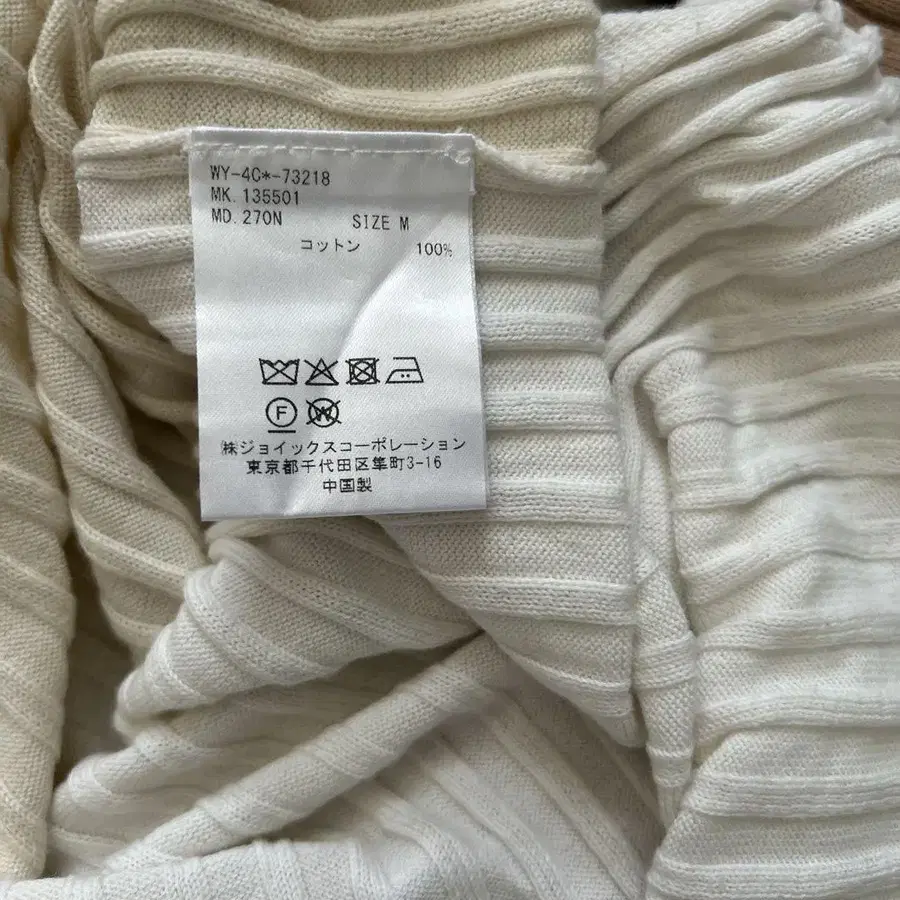 WY-4C*-73218
MK. 135501
MD. 270N SIZE M
コットン 100%
F W
㈱ジョイックスコーポレーション
東京都千代田区隼町3-16
中国製